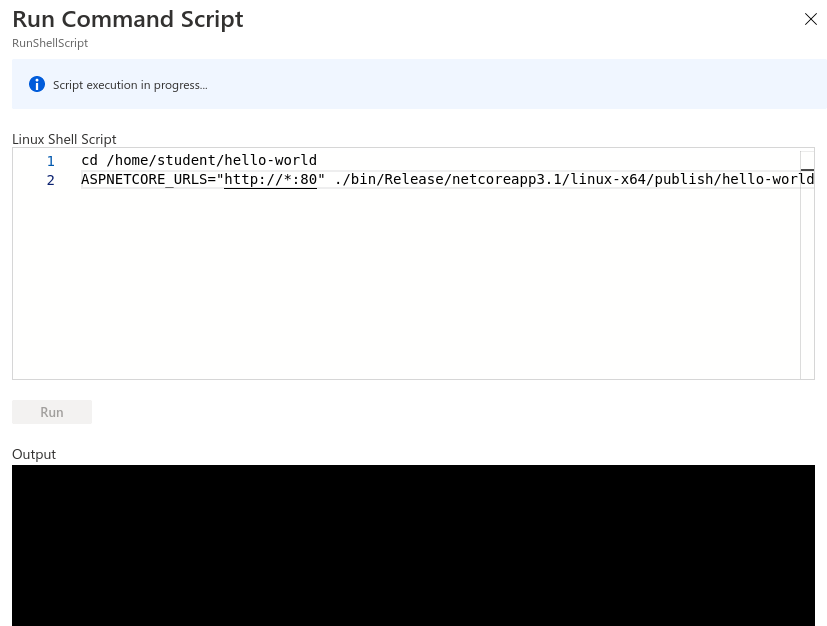 Run Command Script
RunShellScript
Script execution in progress...
Linux Shell Script
1 cd /home/student/hello-world
2 ASPNETCORE_URLS="http://*:80" ./bin/Release/netcoreapp3.1/linux-x64/publish/hello-world
Run
Output